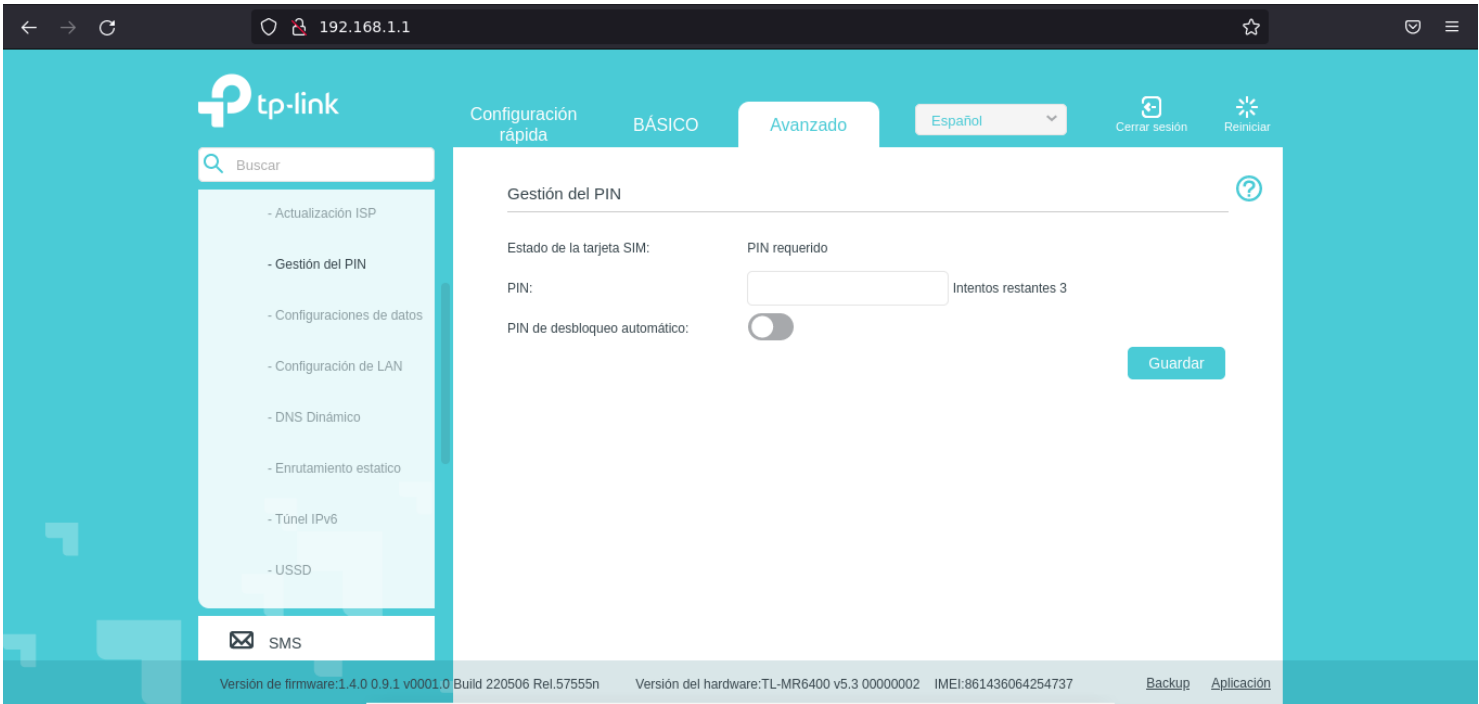 192.168.1.1
tp-link
Configuración
rápida
BÁSICO
Avanzado
Español
Cerrar sesión
Reiniciar
Buscar
- Actualización ISP
- Gestión del PIN
- Configuraciones de datos
- Configuración de LAN
- DNS Dinámico
- Enrutamiento estatico
- Túnel IPv6
- USSD
SMS
Gestión del PIN
Estado de la tarjeta SIM: PIN requerido
PIN: Intentos restantes 3
PIN de desbloqueo automático:
Guardar
Versión de firmware:1.4.0 0.9.1 v0001.0 Build 220506 Rel.57555n Versión del hardware:TL-MR6400 v5.3 00000002 IMEI:861436064254737 Backup Aplicación